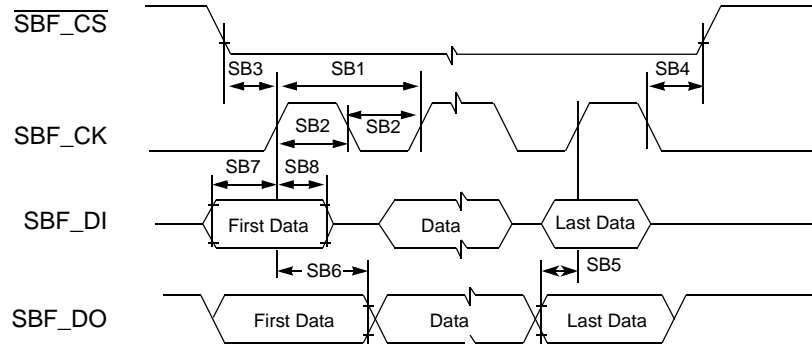 SBF_CS
SB3
SB1
SB4
SBF_CK
SB2
SB2
SB7
SB8
SBF_DI
First Data
Data
Last Data
SB6
SB5
SBF_DO
First Data
Data
Last Data